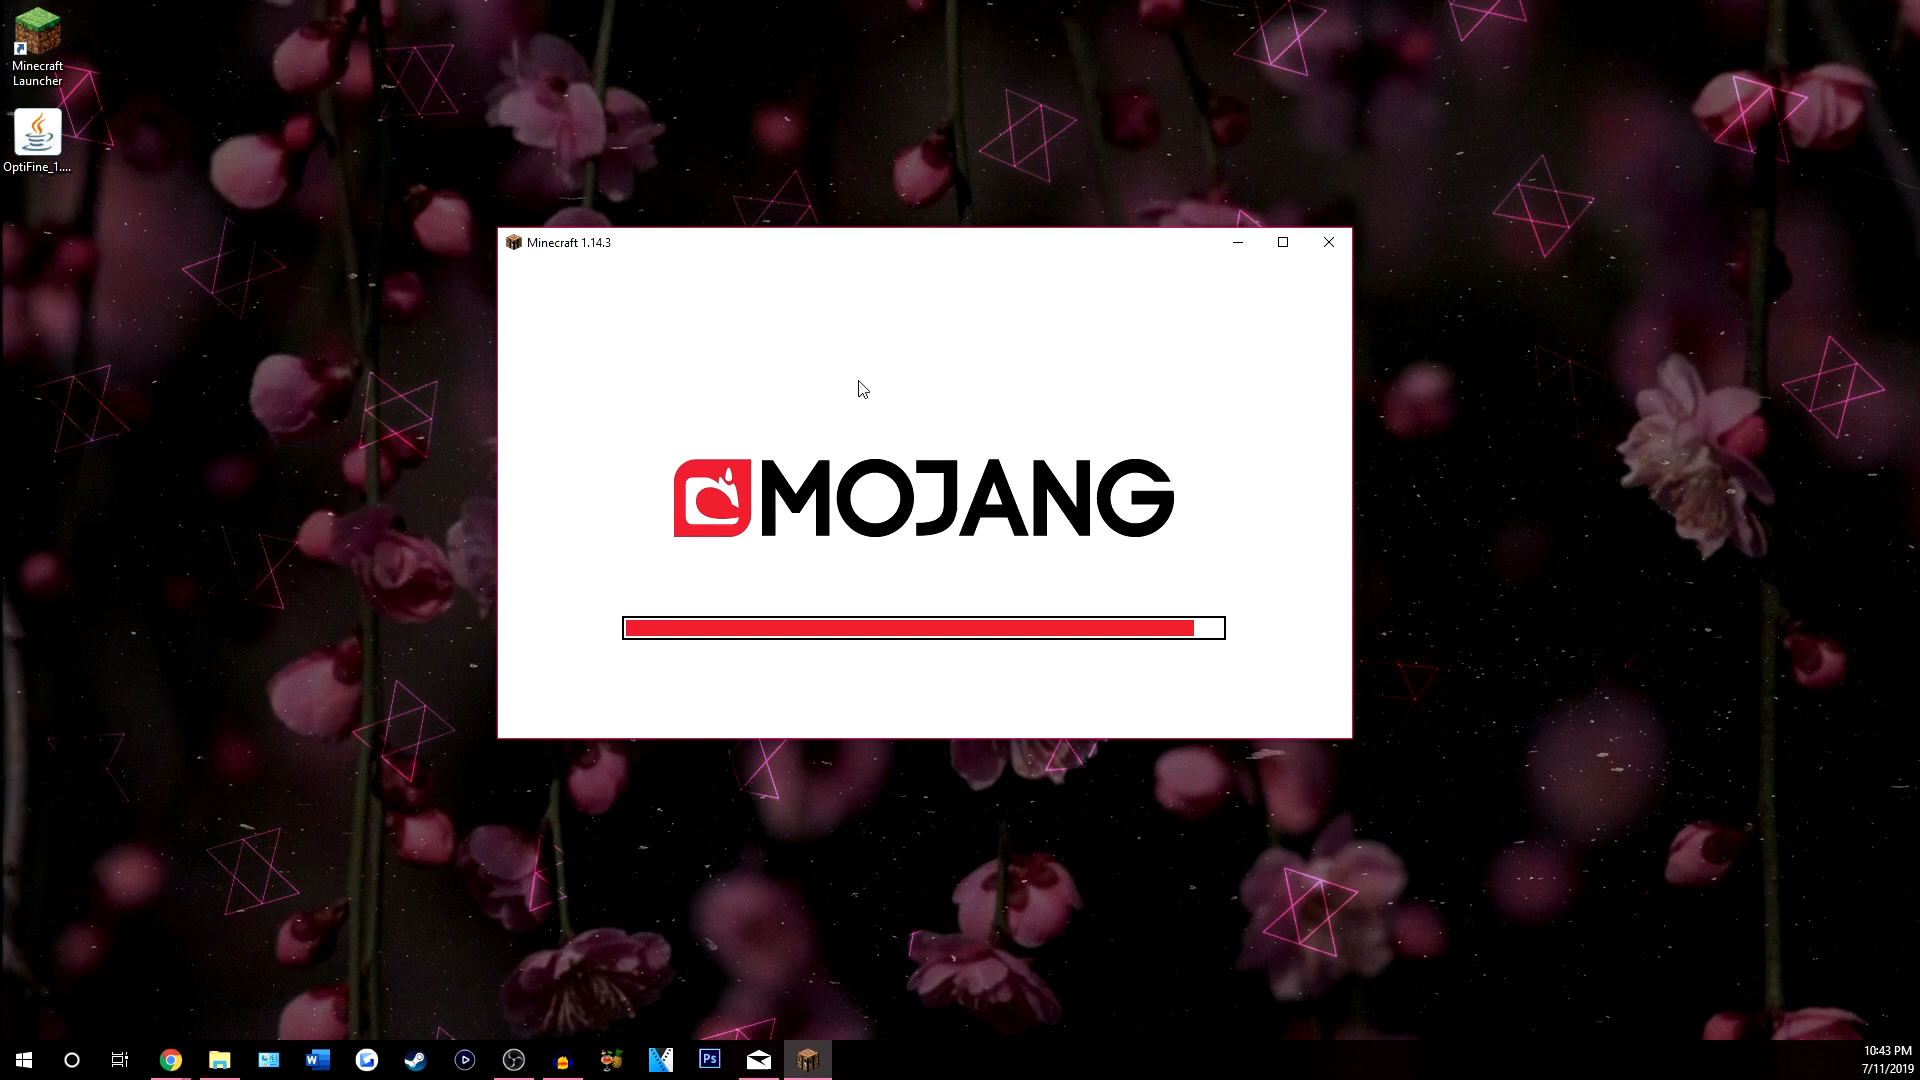 Minecraft
Launcher
OptiFine_1....
Minecraft 1.14.3
MOJANG
W
Ps
10:43 PM
7/11/2019